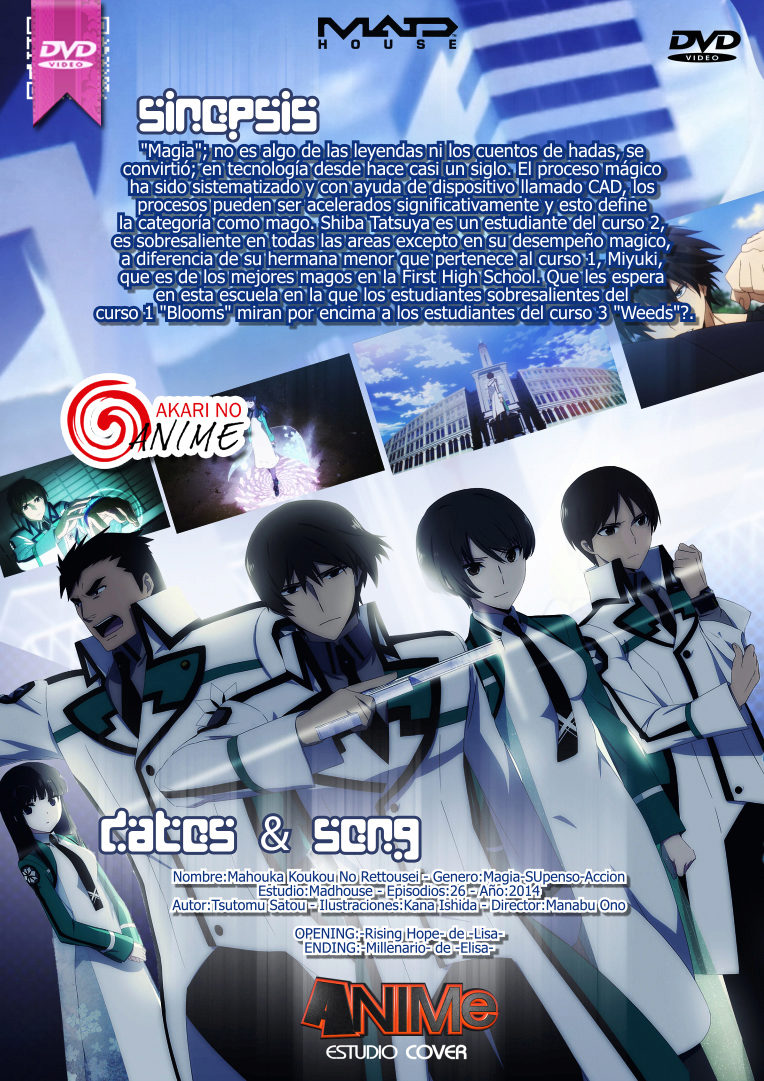 DVD
VIDEO
MADHOUSE
DVD
VIDEO
sinopsis
"Magia"; no es algo de las leyendas ni los cuentos de hadas, se
convirtió; en tecnología desde hace casi un siglo. El proceso mágico
ha sido sistematizado y con ayuda de dispositivo llamado CAD, los
procesos pueden ser acelerados significativamente y esto define
la categoría como mago. Shiba Tatsuya es un estudiante del curso 2,
es sobresaliente en todas las areas excepto en su desempeño magico,
a diferencia de su hermana menor que pertenece al curso 1, Miyuki,
que es de los mejores magos en la First High School. Que les espera
en esta escuela en la que los estudiantes sobresalientes del
curso 1 "Blooms" miran por encima a los estudiantes del curso 3 "Weeds"?.
AKARI NO
ANIME
datos & song
Nombre:Mahouka Koukou No Rettousei - Genero:Magia-SUpenso-Accion
Estudio:Madhouse - Episodios:26 - Año:2014
Autor:Tsutomu Satou - Ilustraciones:Kana Ishida - Director:Manabu Ono
OPENING:-Rising Hope- de -Lisa-
ENDING:-Millenario- de -Elisa-
ANIMe
ESTUDIO COVER